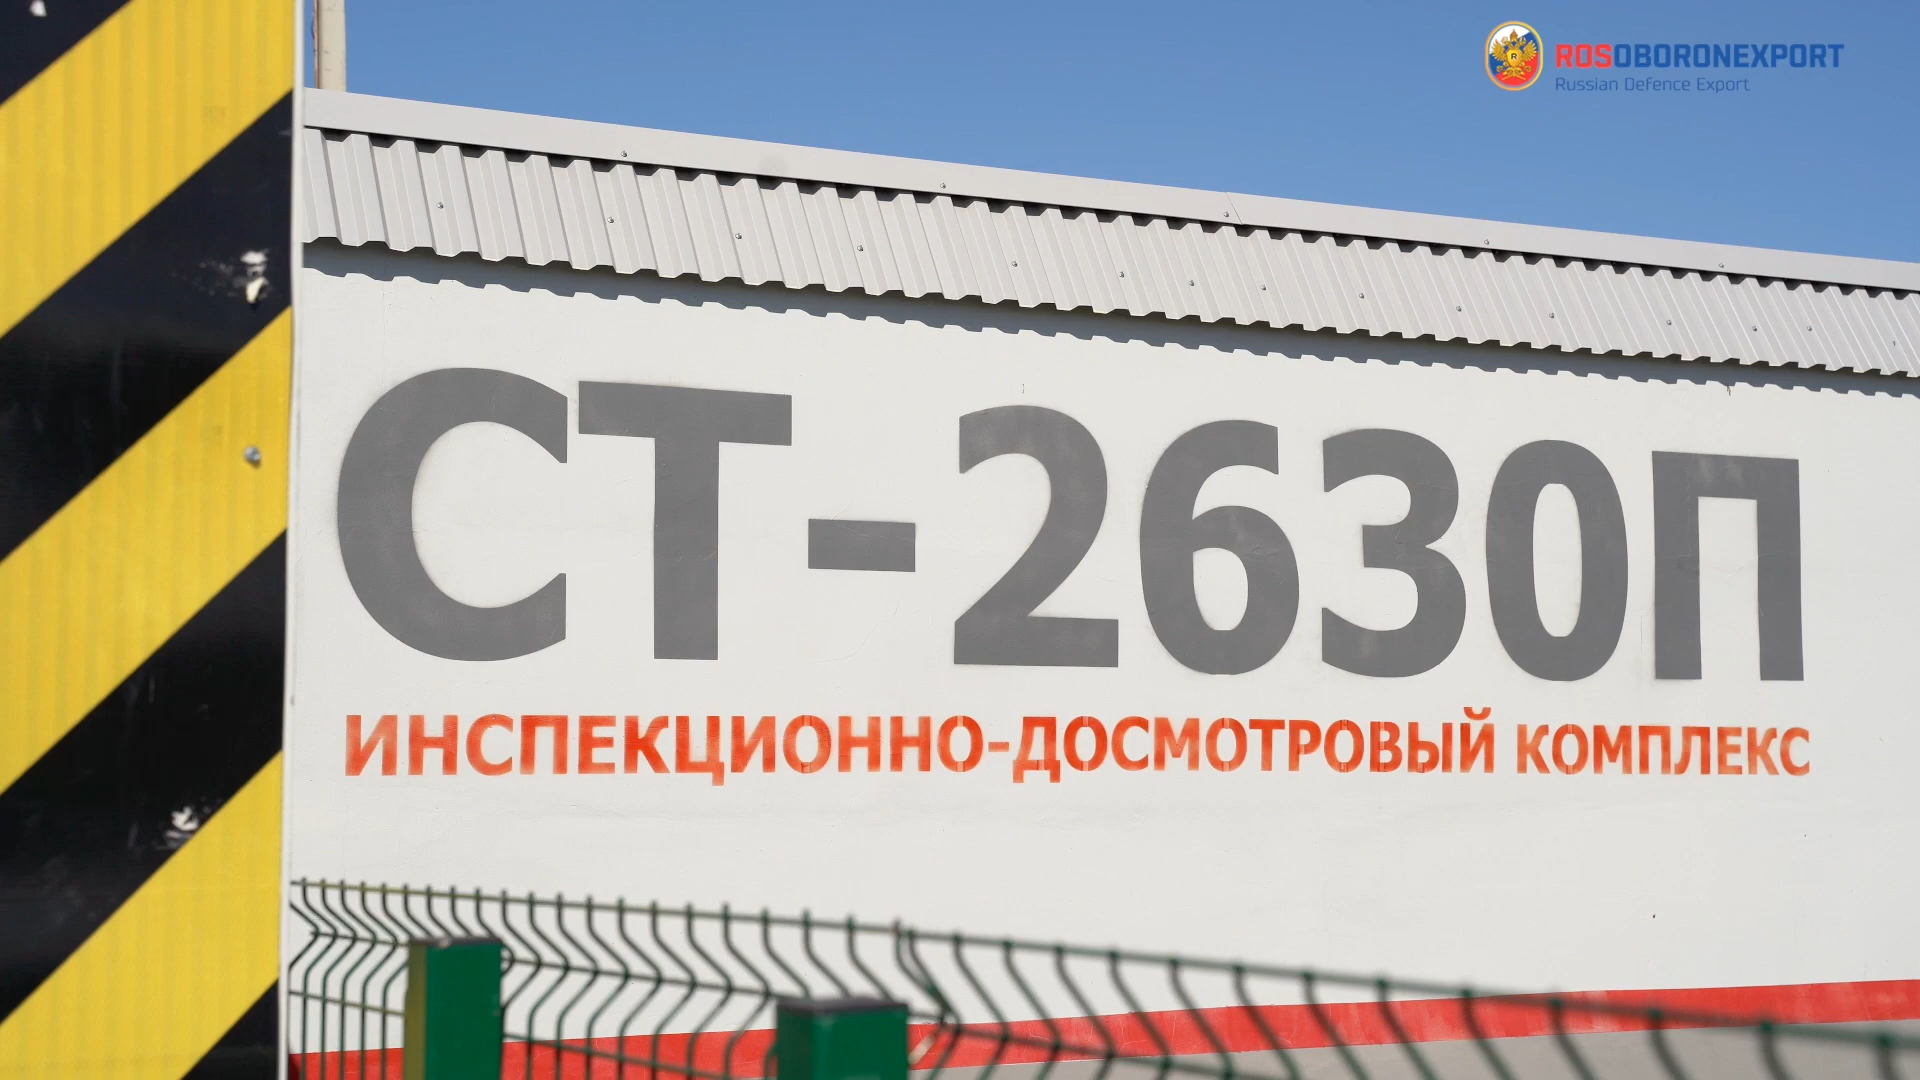 ROSOBORONEXPORT
Russian Defence Export
СТ-2630П
ИНСПЕКЦИОННО-ДОСМОТРОВЫЙ КОМПЛЕКС